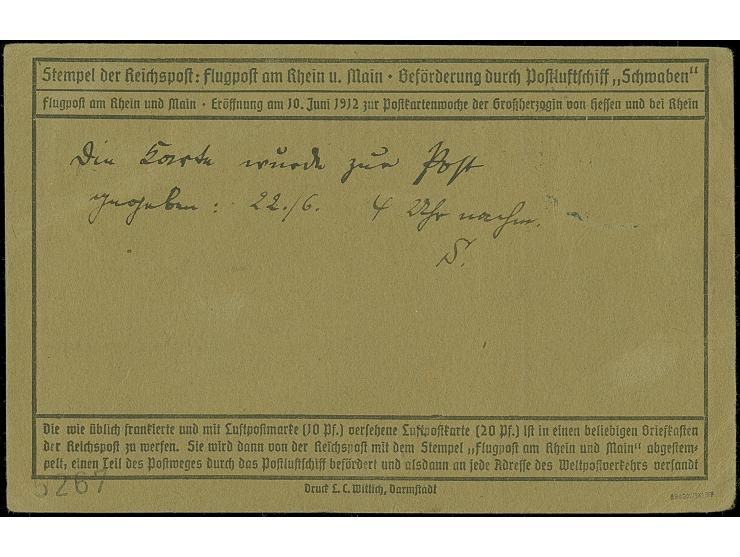 Stempel der Reichspost: Flugpost am Rhein u. Main · Beförderung durch Postluftschiff „Schwaben“
Flugpost am Rhein und Main · Eröffnung am 10. Juni 1912 zur Postkartenwoche der Großherzogin von Hessen und bei Rhein
Die Karte wurde zur Post
gegeben: 22./6. 4 Uhr nachm.
S.
Die wie üblich frankierte und mit Luftpostmarke (10 Pf.) versehene Luftpostkarte (20 Pf.) ist in einen beliebigen Briefkasten
der Reichspost zu werfen. Sie wird dann von der Reichspost mit dem Stempel „Flugpost am Rhein und Main“ abgestem-
pelt, einen Teil des Postweges durch das Postluftschiff befördert und alsdann an jede Adresse des Weltpostverkehrs versandt
5267
Druck L. C. Wittich, Darmstadt